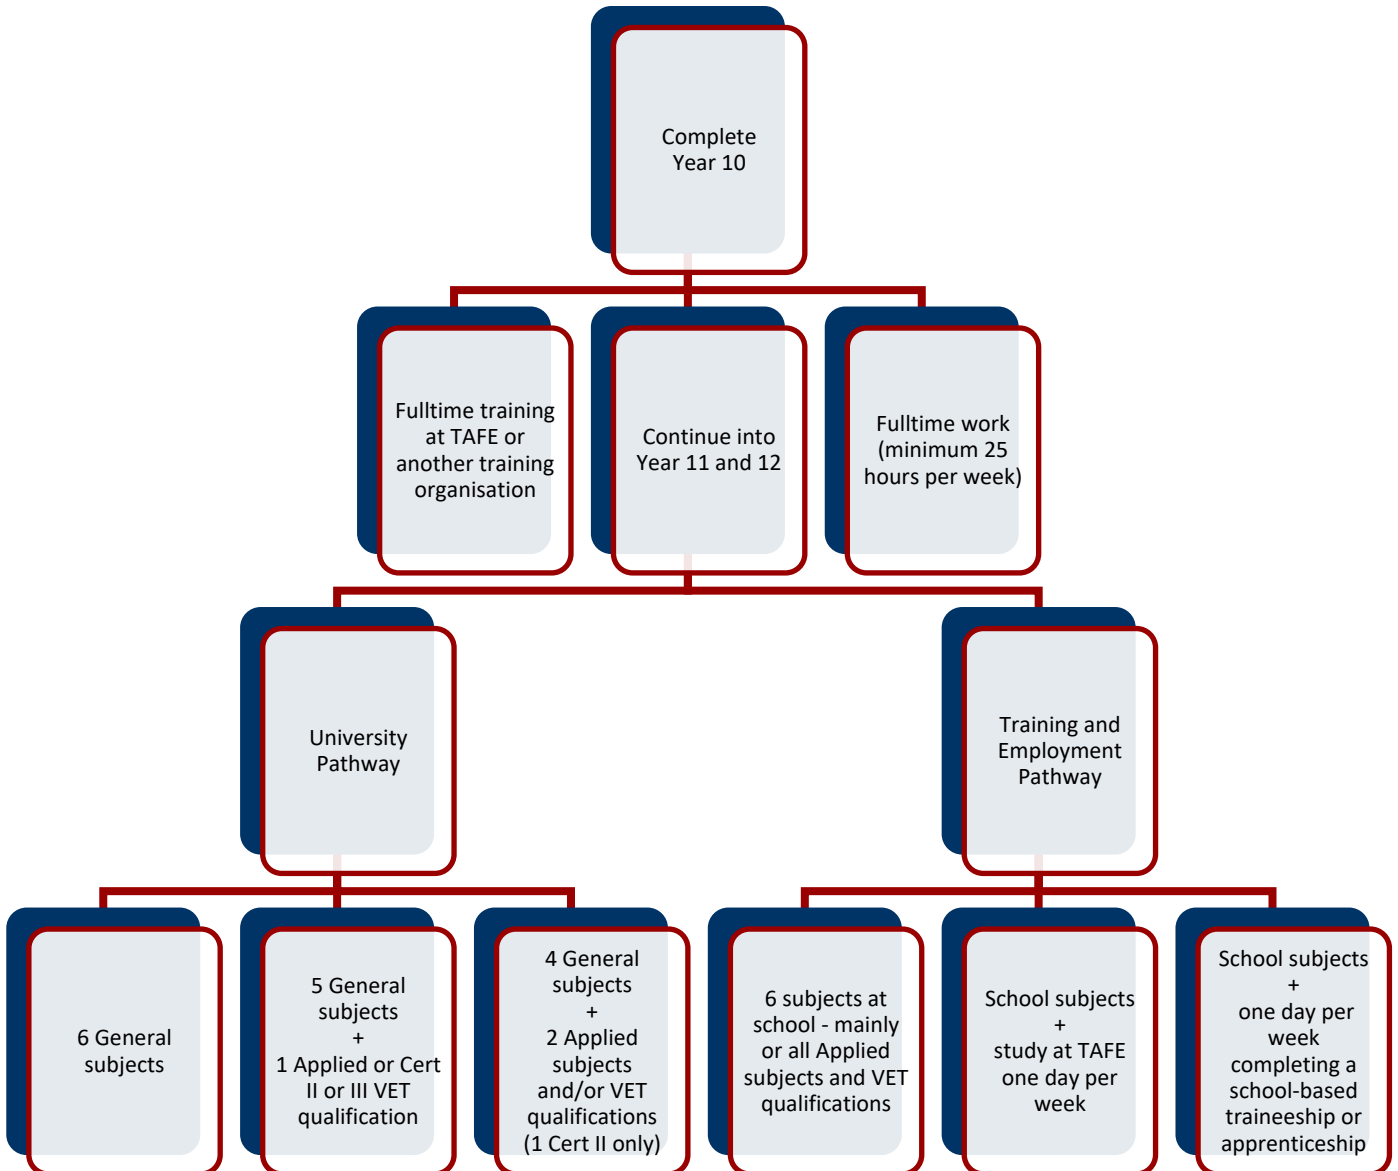 Complete
Year 10
Fulltime training
at TAFE or
another training
organisation
Continue into
Year 11 and 12
Fulltime work
(minimum 25
hours per week)
University
Pathway
Training and
Employment
Pathway
6 General
subjects
5 General
subjects
+
1 Applied or Cert
II or III VET
qualification
4 General
subjects
+
2 Applied
subjects
and/or VET
qualifications
(1 Cert II only)
6 subjects at
school - mainly
or all Applied
subjects and VET
qualifications
School subjects
+
study at TAFE
one day per
week
School subjects
+
one day per
week
completing a
school-based
traineeship or
apprenticeship